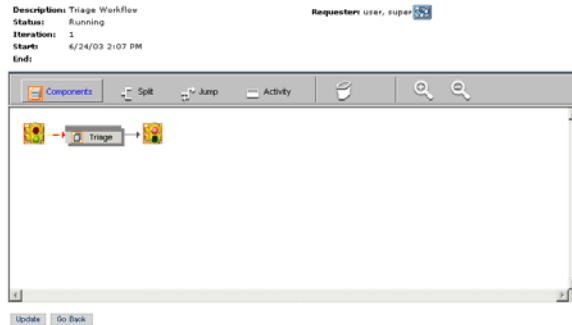 Description: Triage Workflow
Requester: user, super
Status: Running
Iteration: 1
Start: 6/24/03 2:07 PM
End:
Components Split Jump Activity
Triage
Update Go Back